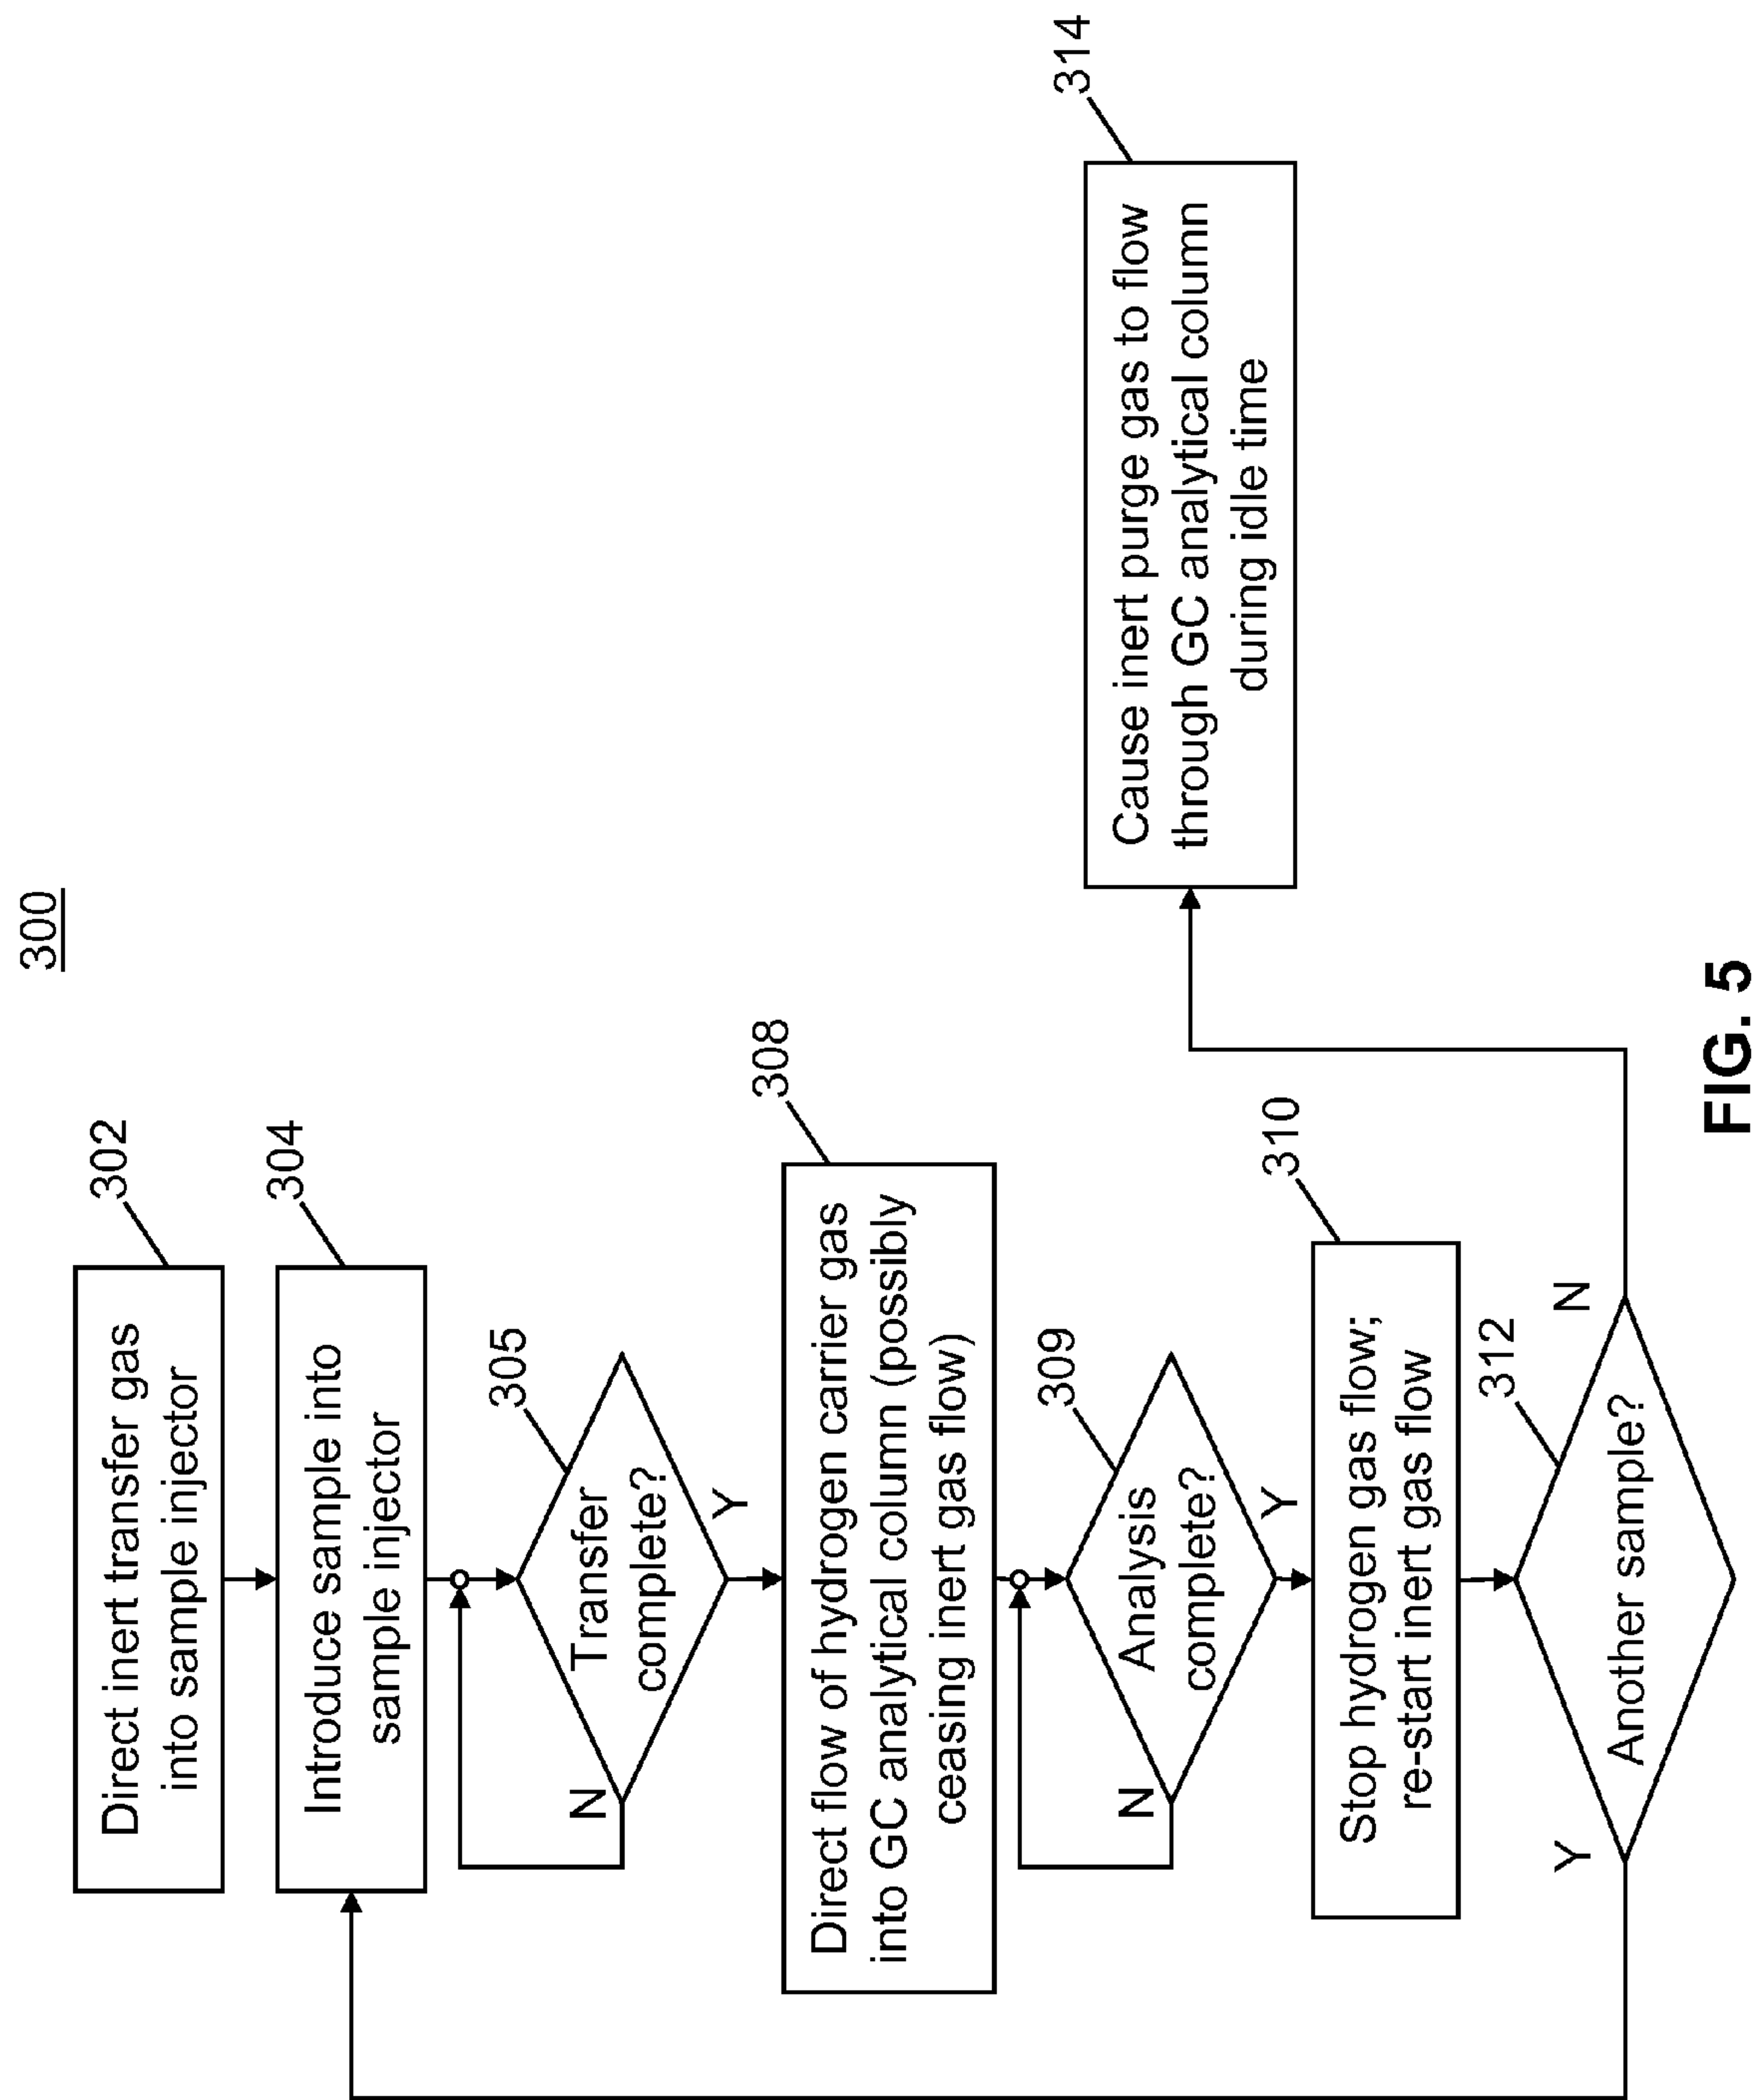 300
302
Direct inert transfer gas
into sample injector
304
Introduce sample into
sample injector
305
Transfer
complete?
N
Y
308
Direct flow of hydrogen carrier gas
into GC analytical column (possibly
ceasing inert gas flow)
309
Analysis
complete?
N
Y
310
Stop hydrogen gas flow;
re-start inert gas flow
312
Another sample?
Y
N
314
Cause inert purge gas to flow
through GC analytical column
during idle time
FIG. 5